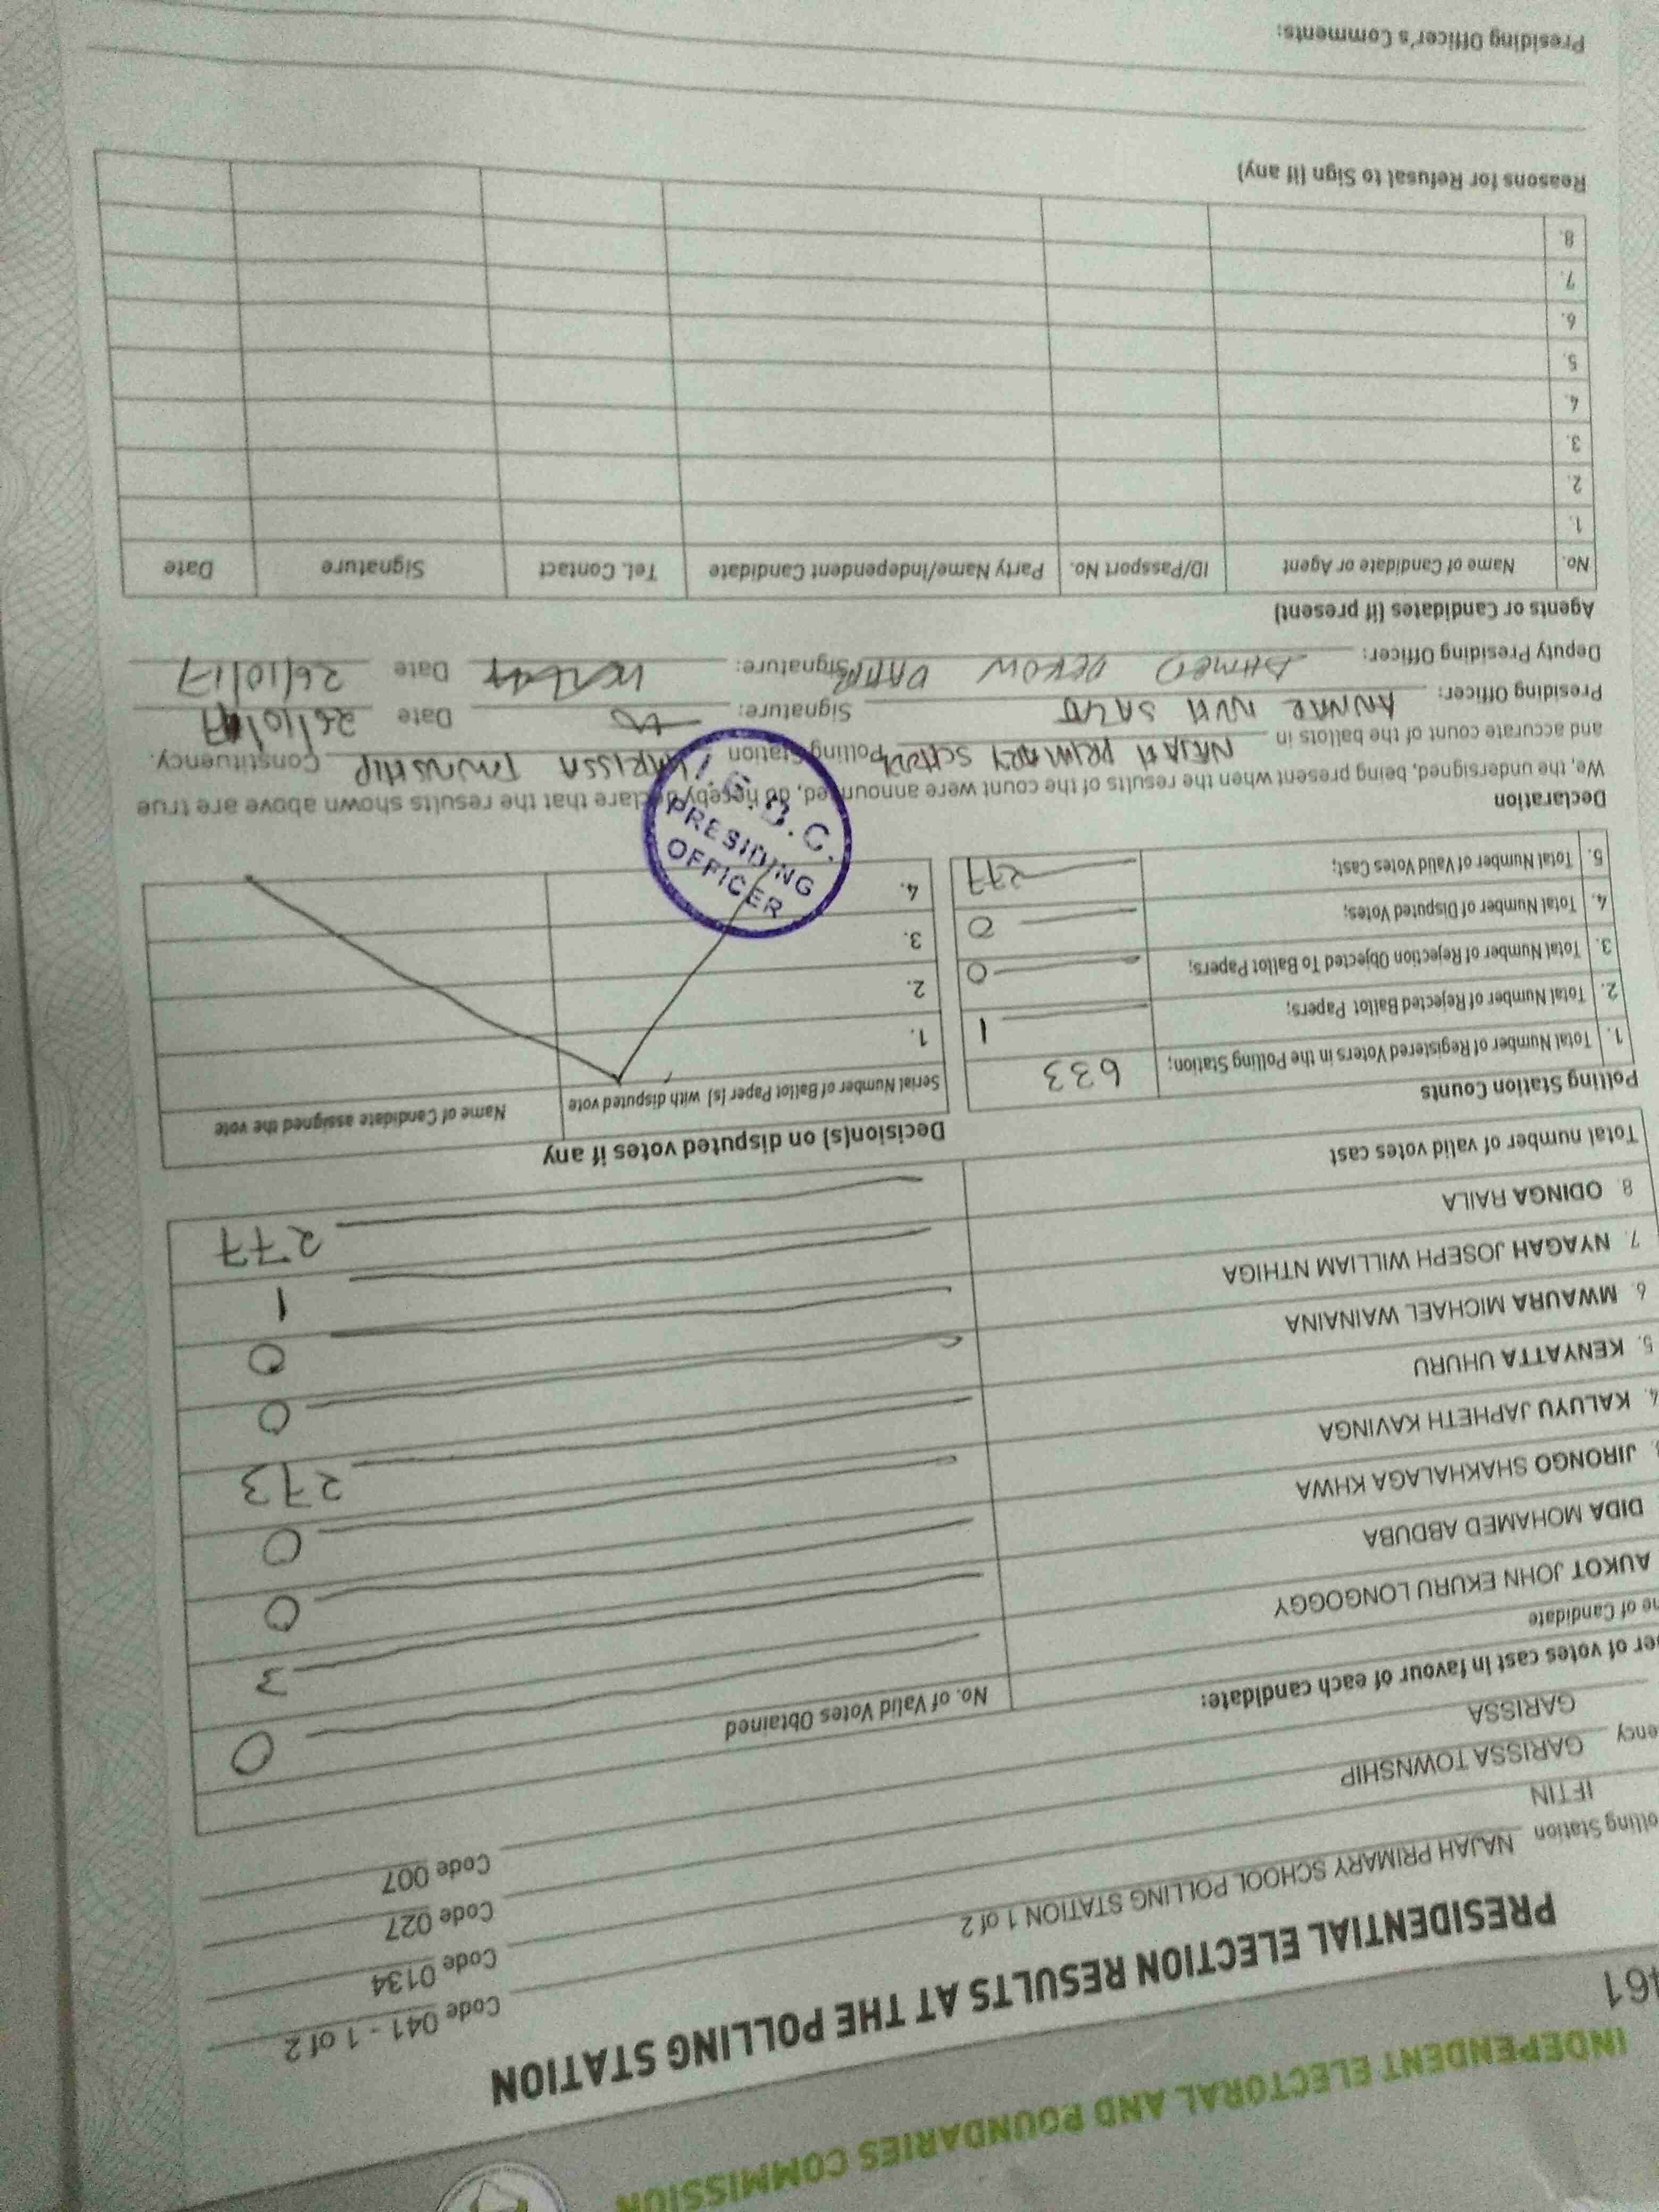 INDEPENDENT ELECTORAL AND BOUNDARIES COMMISSION
461
PRESIDENTIAL ELECTION RESULTS AT THE POLLING STATION
olling Station NAJAH PRIMARY SCHOOL POLLING STATION 1 of 2 Code 041 - 1 of 2
IFTIN Code 0134
ency GARISSA TOWNSHIP Code 027
GARISSA Code 007
er of votes cast in favour of each candidate:
me of Candidate No. of Valid Votes Obtained
AUKOT JOHN EKURU LONGOGGY 0
DIDA MOHAMED ABDUBA 3
3. JIRONGO SHAKHALAGA KHWA 0
4. KALUYU JAPHETH KAVINGA 0
5. KENYATTA UHURU 273
6. MWAURA MICHAEL WAINAINA 0
7. NYAGAH JOSEPH WILLIAM NTHIGA 0
8. ODINGA RAILA 1
Total number of valid votes cast 277
Polling Station Counts
1. Total Number of Registered Voters in the Polling Station; 633
2. Total Number of Rejected Ballot Papers; 1
3. Total Number of Rejection Objected To Ballot Papers; 0
4. Total Number of Disputed Votes; 0
5. Total Number of Valid Votes Cast; 277
Decision(s) on disputed votes if any
Serial Number of Ballot Paper (s) with disputed vote Name of Candidate assigned the vote
1.
2.
3.
4.
I.E.B.C.
PRESIDING
OFFICER
Declaration
We, the undersigned, being present when the results of the count were announced, do hereby declare that the results shown above are true
and accurate count of the ballots in NAJAH PRIMARY SCHOOL Polling Station GARISSA TOWNSHIP Constituency.
Presiding Officer: ANNAR NUH SALAD Signature: Date 26/10/17
Deputy Presiding Officer: AHMED DEKOW Signature: Date 26/10/17
Agents or Candidates (if present)
No. Name of Candidate or Agent ID/Passport No. Party Name/Independent Candidate Tel. Contact Signature Date
1.
2.
3.
4.
5.
6.
7.
8.
Reasons for Refusal to Sign (if any)
Presiding Officer's Comments: